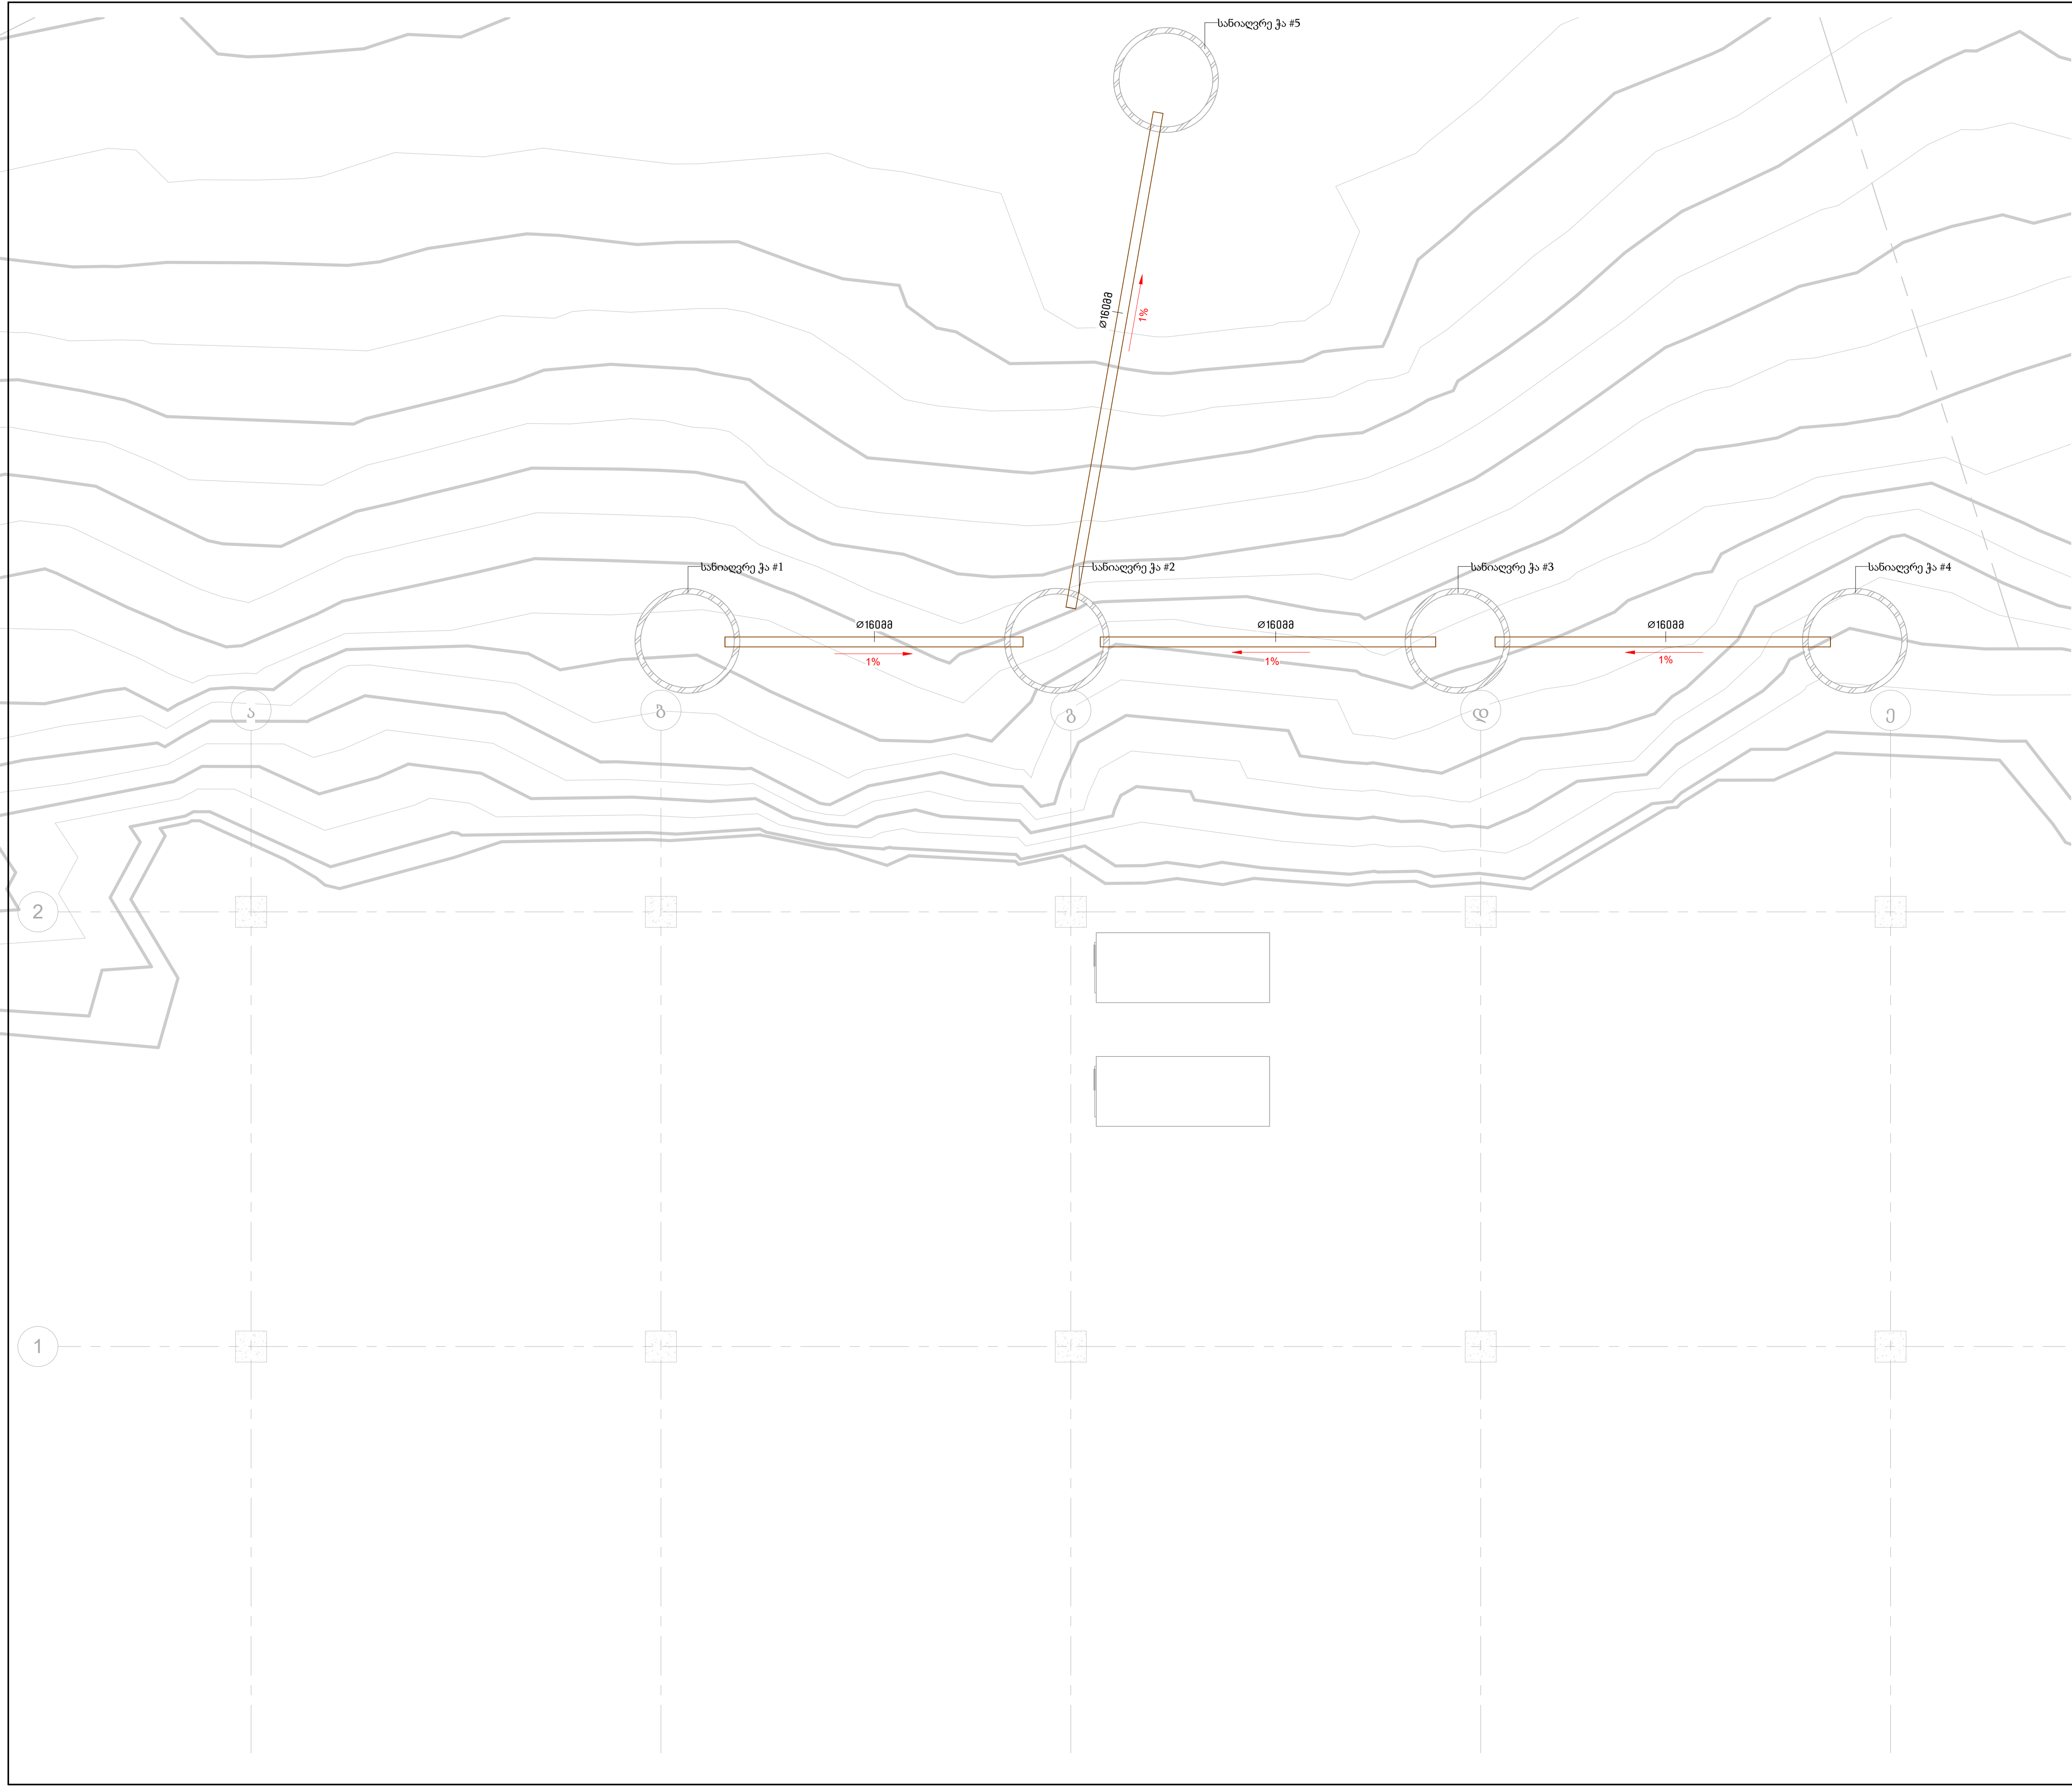 სანიაღვრე ჭა #5
Ø160მმ
1%
სანიაღვრე ჭა #1
სანიაღვრე ჭა #2
სანიაღვრე ჭა #3
სანიაღვრე ჭა #4
Ø160მმ
Ø160მმ
Ø160მმ
1%
1%
1%
ა
ბ
გ
დ
ე
2
1